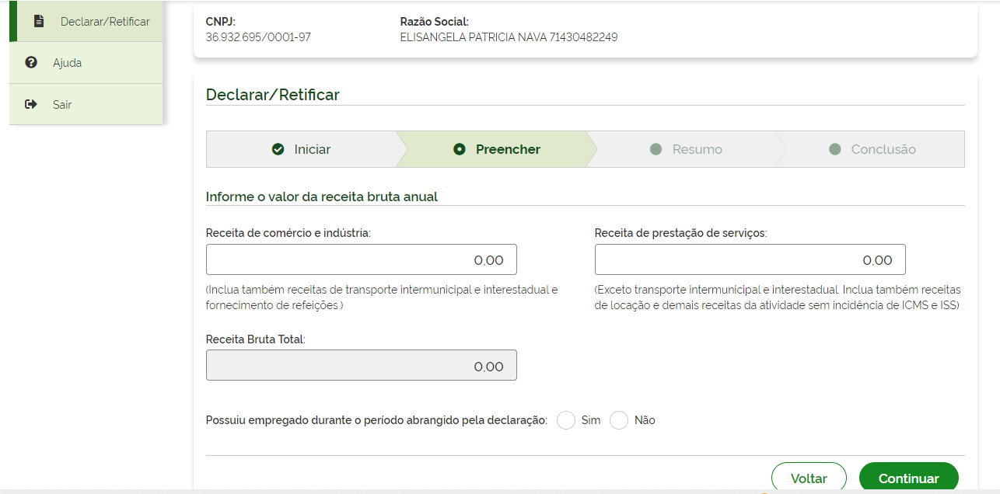 Declarar/Retificar
Ajuda
Sair
CNPJ:
36.932.695/0001-97
Razão Social:
ELISANGELA PATRICIA NAVA 71430482249
Declarar/Retificar
Iniciar
Preencher
Resumo
Conclusão
Informe o valor da receita bruta anual
Receita de comércio e indústria:
0,00
(Inclua também receitas de transporte intermunicipal e interestadual e
fornecimento de refeições.)
Receita de prestação de serviços:
0,00
(Exceto transporte intermunicipal e interestadual. Inclua também receitas
de locação e demais receitas da atividade sem incidência de ICMS e ISS)
Receita Bruta Total:
0,00
Possuiu empregado durante o período abrangido pela declaração: Sim Não
Voltar
Continuar